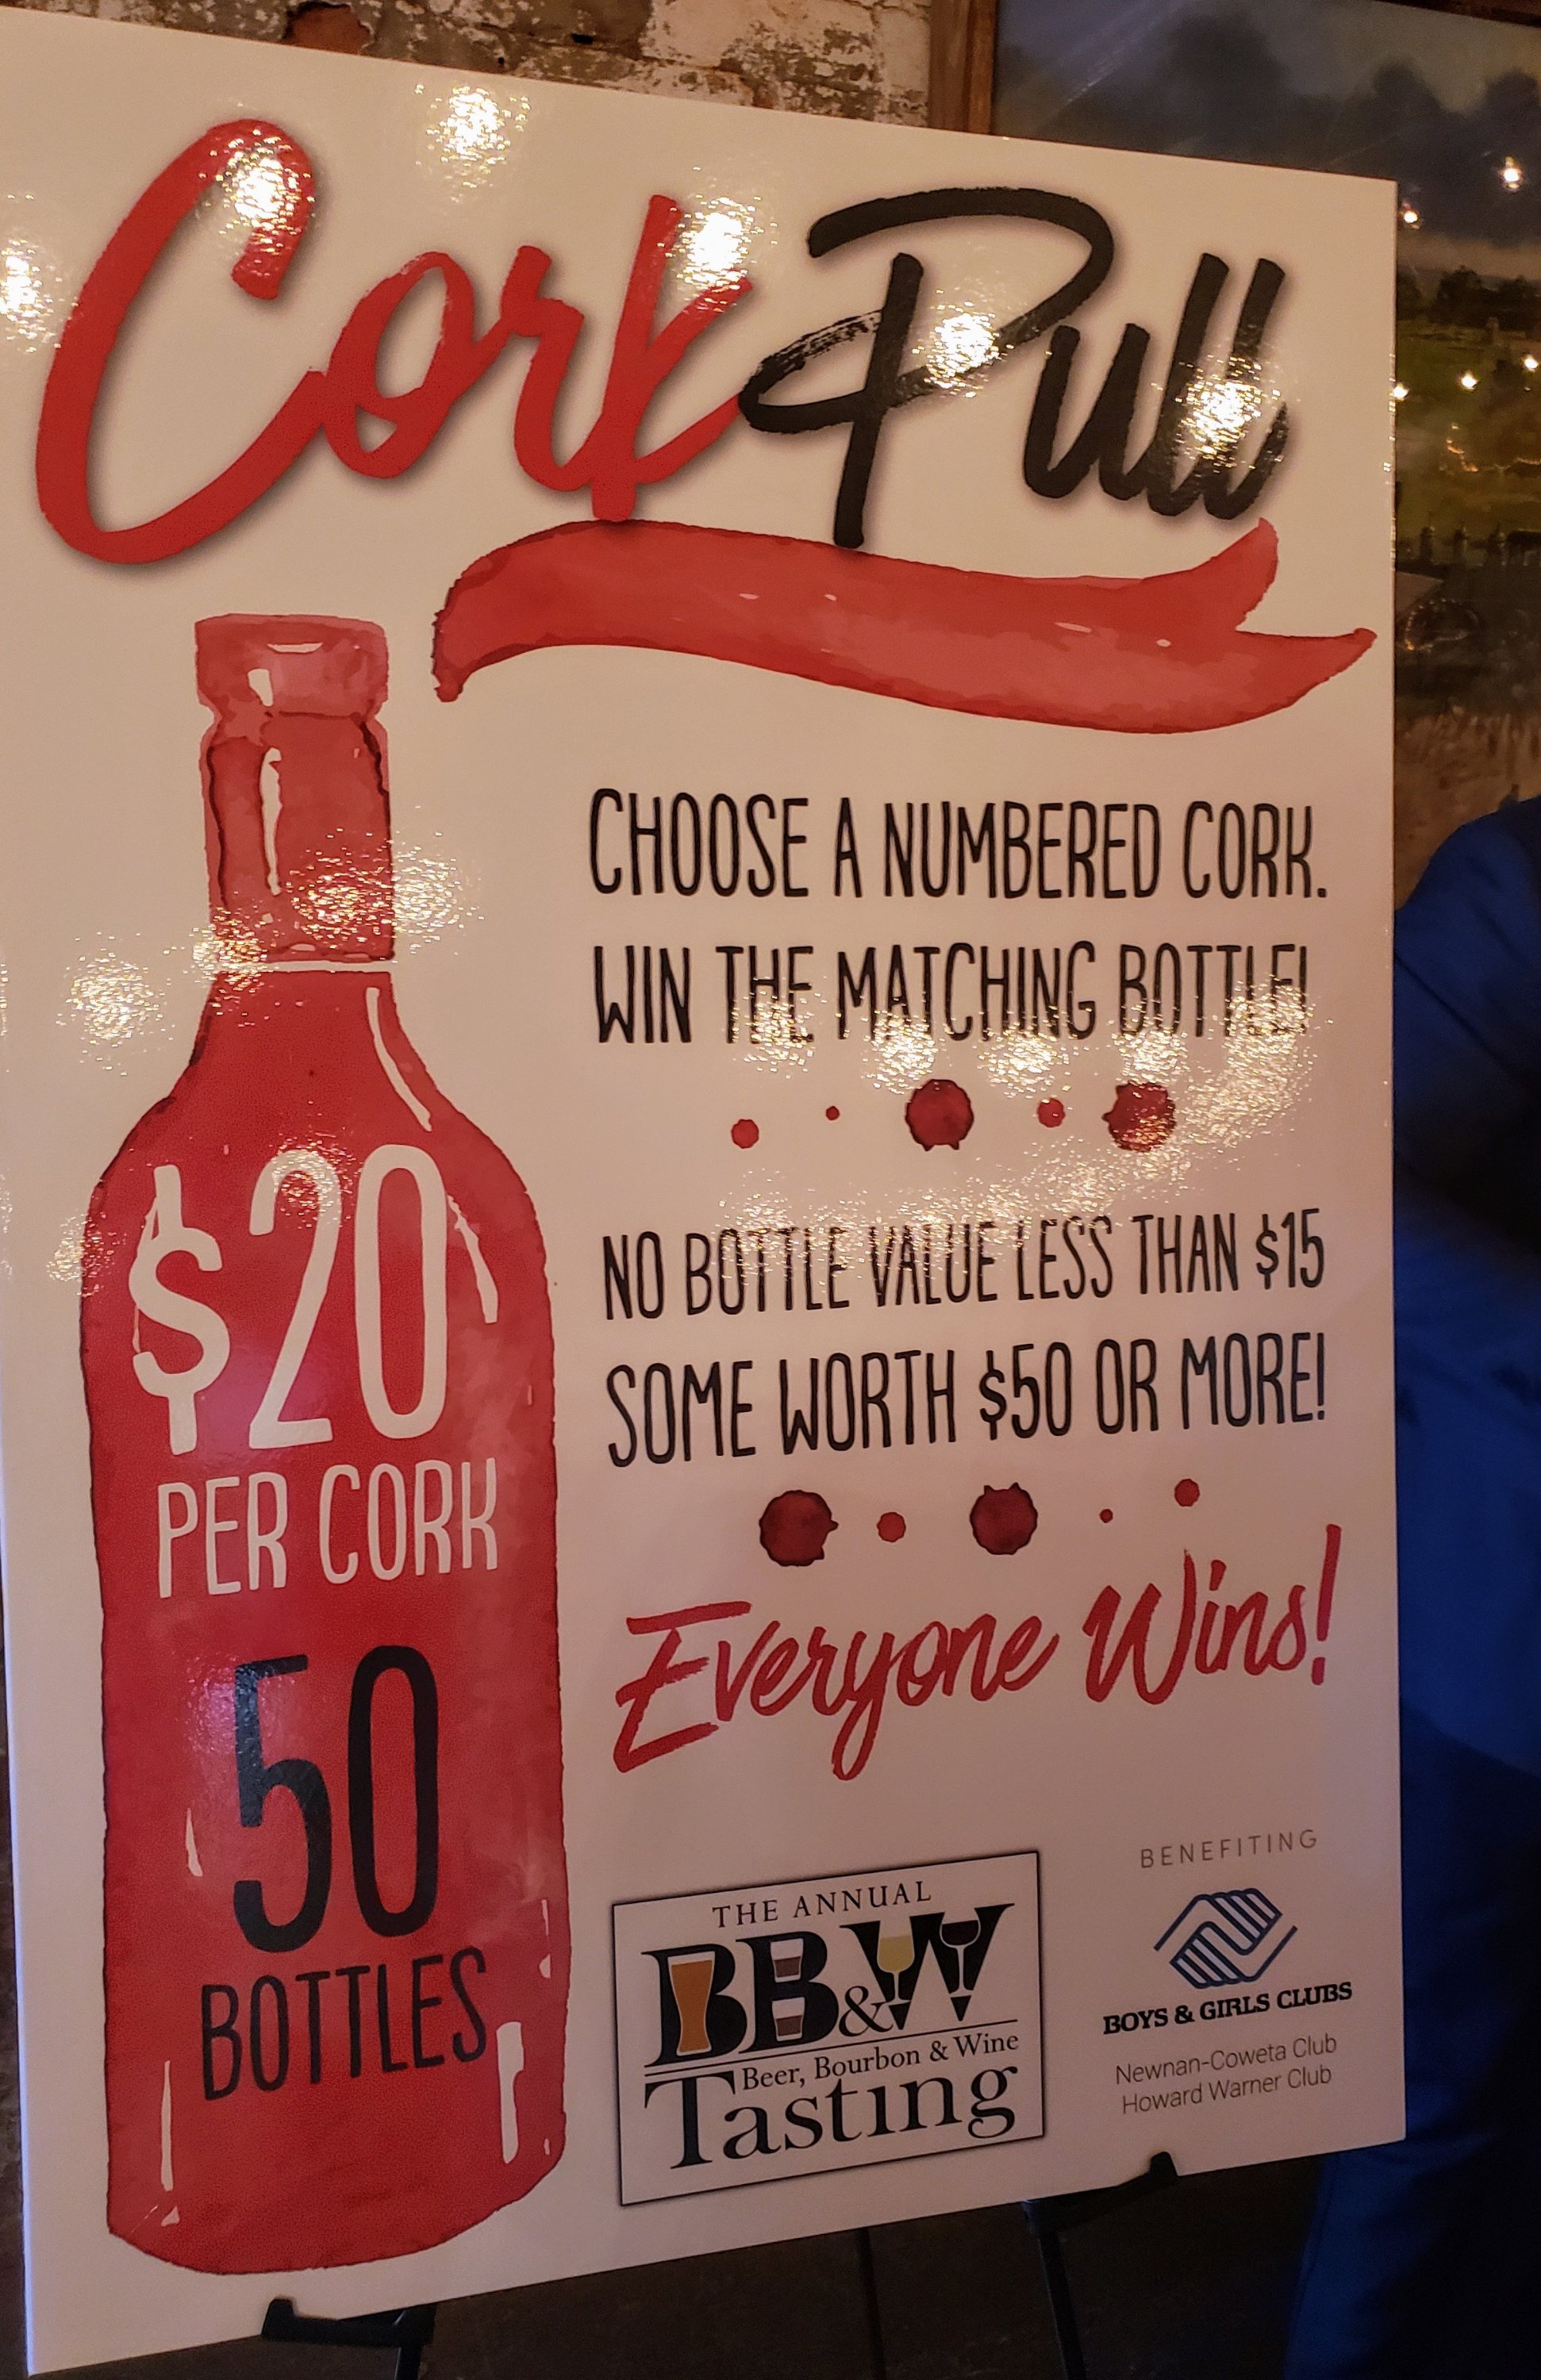 Cork Pull
CHOOSE A NUMBERED CORK.
WIN THE MATCHING BOTTLE!
NO BOTTLE VALUE LESS THAN $15
SOME WORTH $50 OR MORE!
Everyone Wins!
$20
PER CORK
50
BOTTLES
THE ANNUAL
BB&W
Beer, Bourbon & Wine
Tasting
BENEFITING
BOYS & GIRLS CLUBS
Newnan-Coweta Club
Howard Warner Club